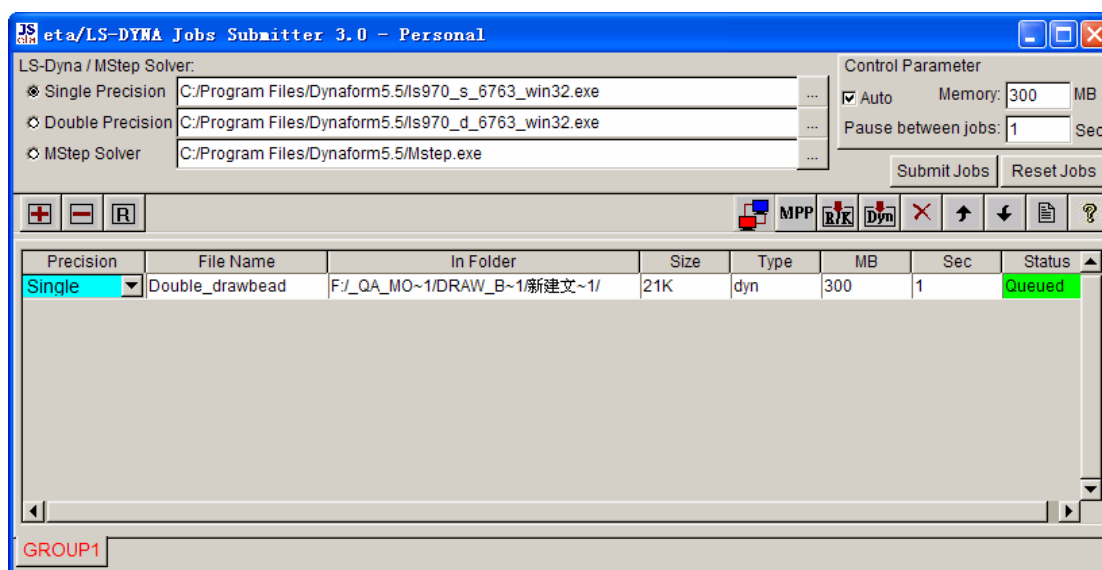 JS eta/LS-DYNA Jobs Submitter 3.0 - Personal
LS-Dyna / MStep Solver:
Control Parameter
Single Precision C:/Program Files/Dynaform5.5/ls970_s_6763_win32.exe ...
Auto Memory: 300 MB
Double Precision C:/Program Files/Dynaform5.5/ls970_d_6763_win32.exe ...
Pause between jobs: 1 Sec
MStep Solver C:/Program Files/Dynaform5.5/Mstep.exe ...
Submit Jobs Reset Jobs
R MPP R/K Dyn ?
Precision File Name In Folder Size Type MB Sec Status
Single Double_drawbead F:/_QA_MO~1/DRAW_B~1/新建文~1/ 21K dyn 300 1 Queued
GROUP1